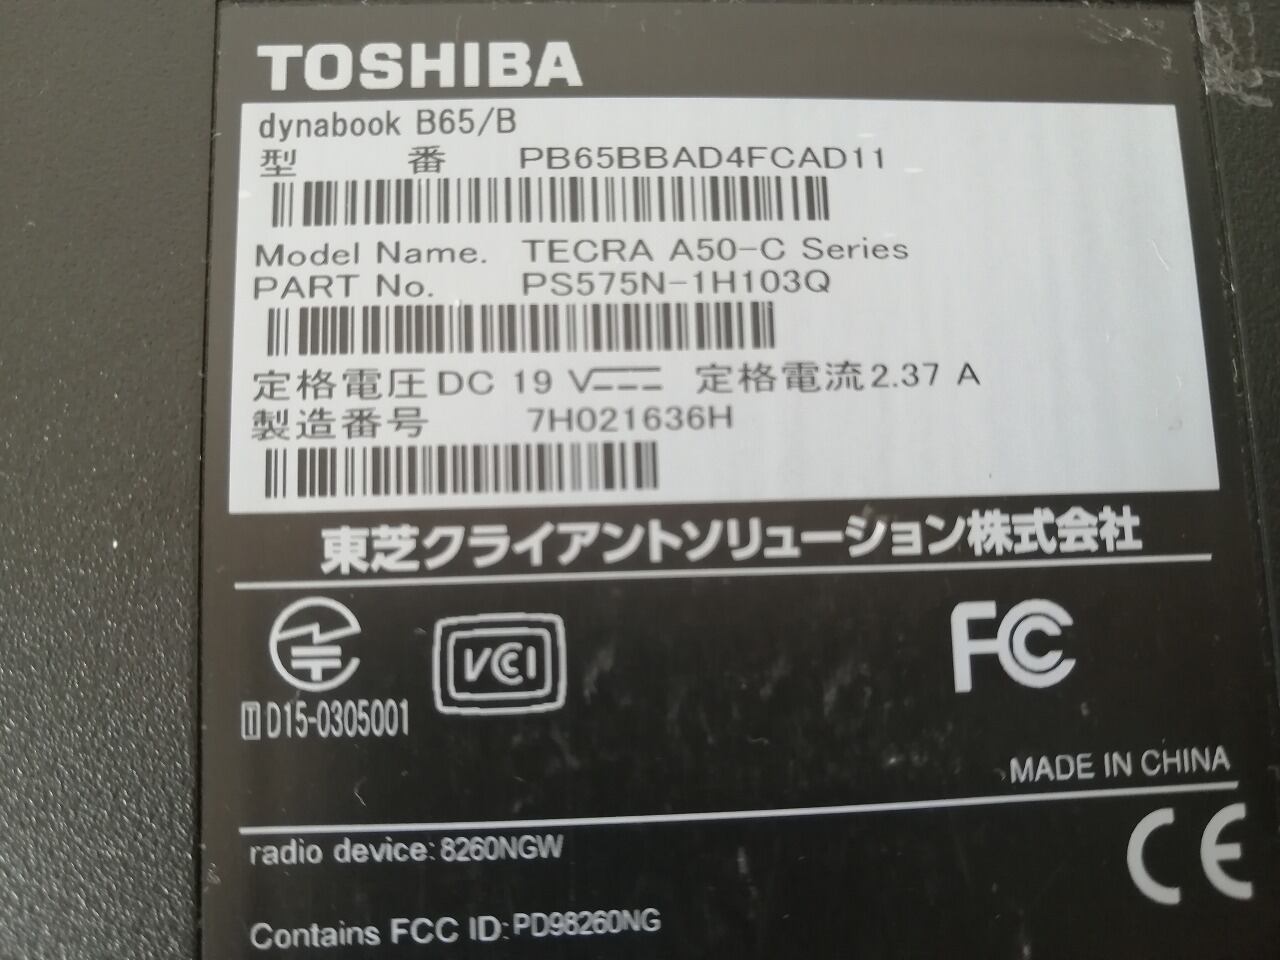 TOSHIBA
dynabook B65/B
型 番 PB65BBAD4FCAD11
Model Name. TECRA A50-C Series
PART No. PS575N-1H103Q
定格電圧DC 19 V 定格電流2.37 A
製造番号 7H021636H
東芝クライアントソリューション株式会社
VCI
FC
T D15-0305001
MADE IN CHINA
CE
radio device:8260NGW
Contains FCC ID:PD98260NG